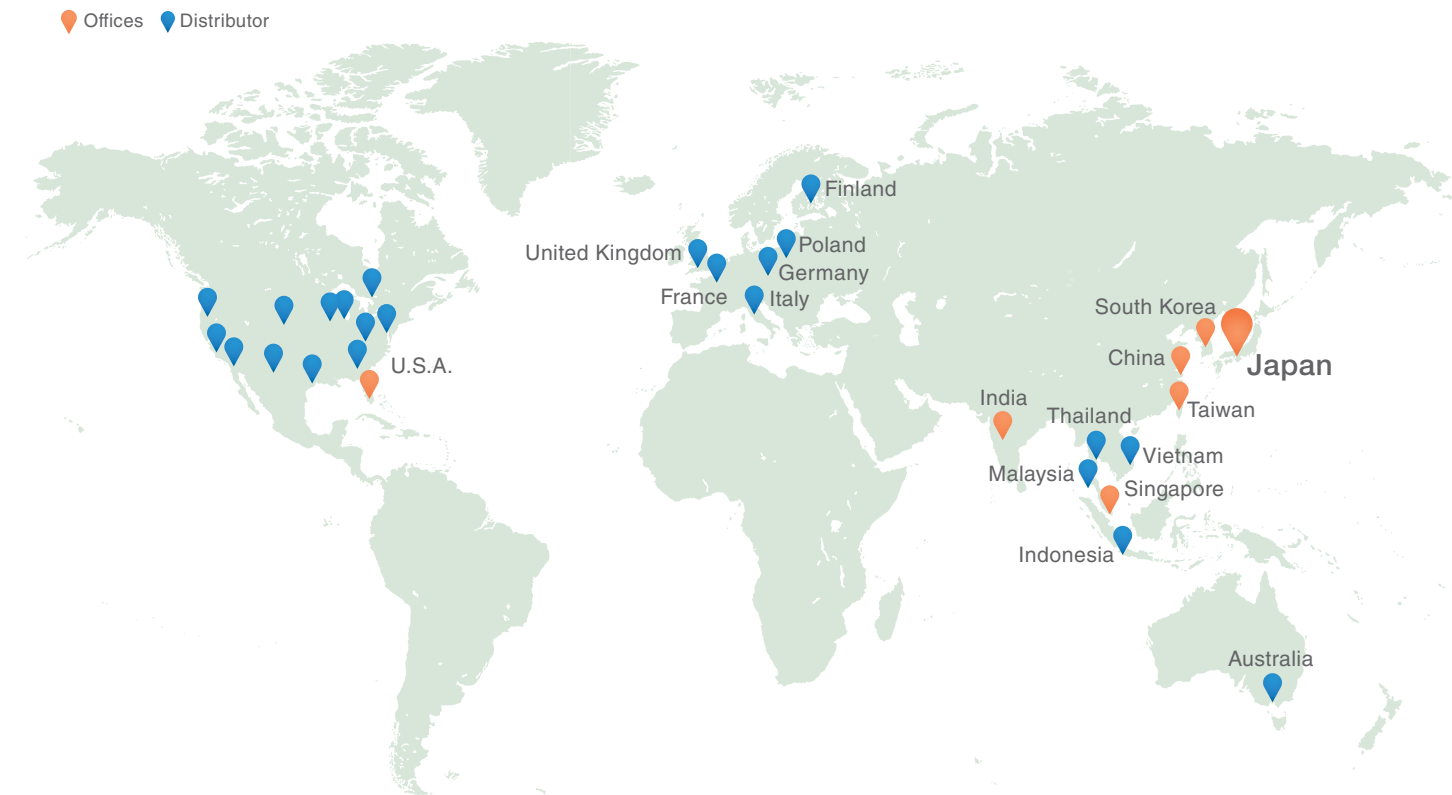 Offices
Distributor
Finland
United Kingdom
Poland
Germany
France
Italy
South Korea
U.S.A.
China
Japan
India
Thailand
Taiwan
Vietnam
Malaysia
Singapore
Indonesia
Australia